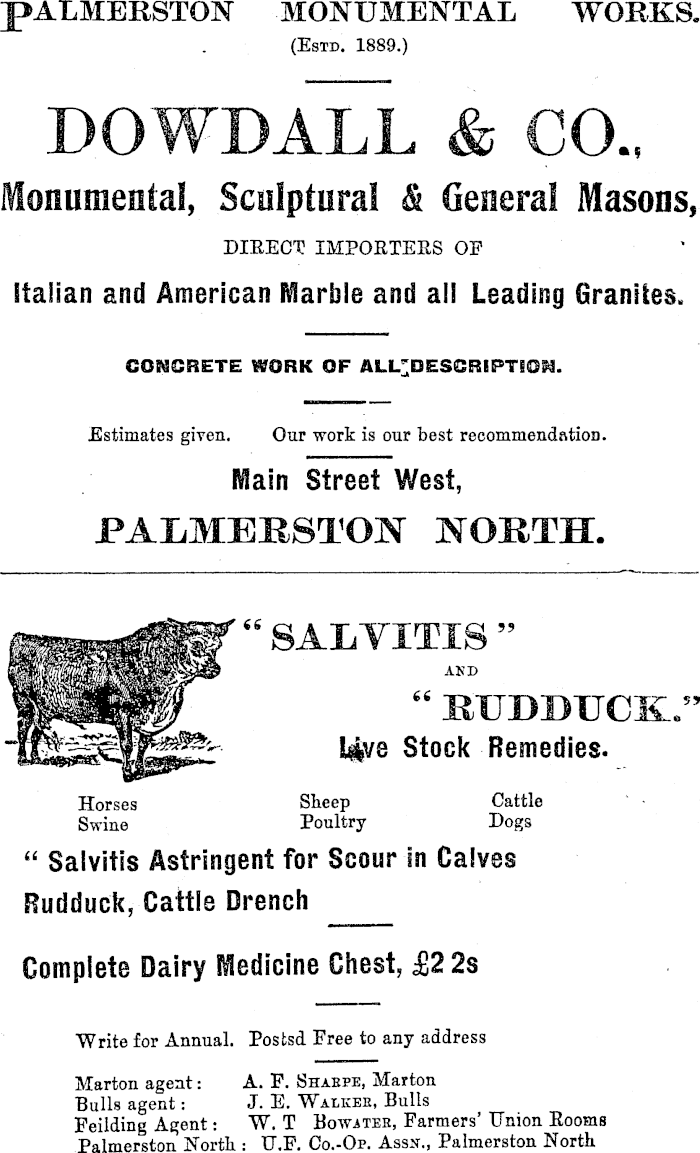 PALMERSTON MONUMENTAL WORKS.
(ESTD. 1889.)
DOWDALL & CO.,
Monumental, Sculptural & General Masons,
DIRECT IMPORTERS OF
Italian and American Marble and all Leading Granites.
CONCRETE WORK OF ALL DESCRIPTION.
Estimates given. Our work is our best recommendation.
Main Street West,
PALMERSTON NORTH.
“SALVITIS”
AND
“RUDDUCK.”
Live Stock Remedies.
Horses Sheep Cattle
Swine Poultry Dogs
“ Salvitis Astringent for Scour in Calves
Rudduck, Cattle Drench
Complete Dairy Medicine Chest, £2 2s
Write for Annual. Postsd Free to any address
Marton agent: A. F. SHARPE, Marton
Bulls agent: J. E. WALKER, Bulls
Feilding Agent: W. T BOWATER, Farmers' Union Rooms
Palmerston North: U.F. CO.-OP. ASSN., Palmerston North